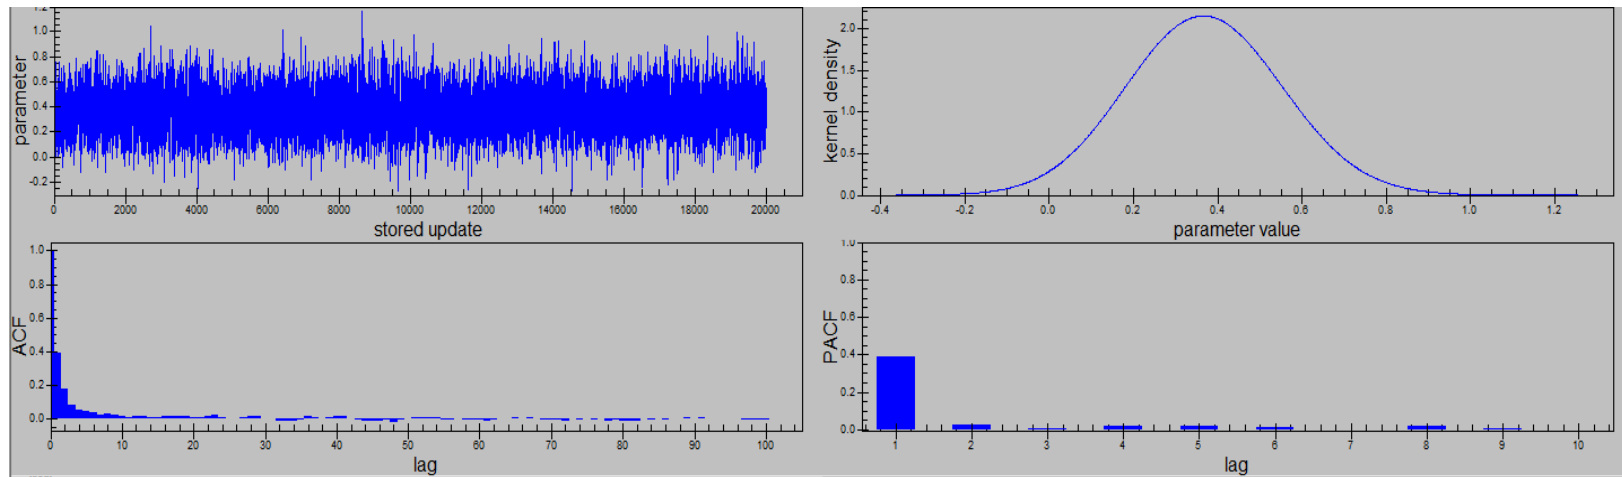 parameter
1.2
1.0
0.8
0.6
0.4
0.2
0.0
-0.2
0 2000 4000 6000 8000 10000 12000 14000 16000 18000 20000
stored update
kernel density
2.0
1.5
1.0
0.5
0.0
-0.4 -0.2 0.0 0.2 0.4 0.6 0.8 1.0 1.2
parameter value
ACF
1.0
0.8
0.6
0.4
0.2
0.0
0 10 20 30 40 50 60 70 80 90 100
lag
PACF
1.0
0.8
0.6
0.4
0.2
0.0
1 2 3 4 5 6 7 8 9 10
lag